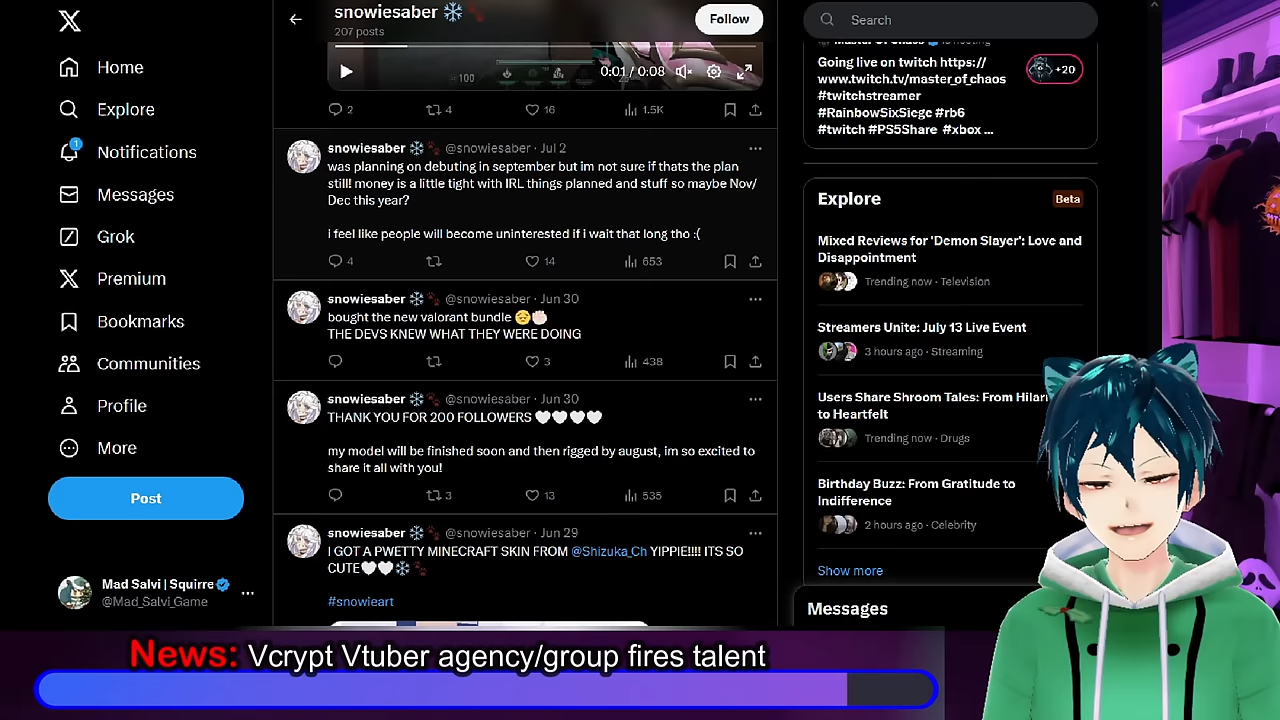 Home
Explore
1
Notifications
Messages
Grok
Premium
Bookmarks
Communities
Profile
More
Post
Mad Salvi | Squirre
@Mad_Salvi_Game
snowiesaber
207 posts
Follow
100
0:01 / 0:08
2
4
16
1.5K
snowiesaber @snowiesaber · Jul 2
was planning on debuting in september but im not sure if thats the plan
still! money is a little tight with IRL things planned and stuff so maybe Nov/
Dec this year?
i feel like people will become uninterested if i wait that long tho :(
4
14
653
snowiesaber @snowiesaber · Jun 30
bought the new valorant bundle 😌✊🏻
THE DEVS KNEW WHAT THEY WERE DOING
3
438
snowiesaber @snowiesaber · Jun 30
THANK YOU FOR 200 FOLLOWERS 🤍🤍🤍🤍
my model will be finished soon and then rigged by august, im so excited to
share it all with you!
3
13
535
snowiesaber @snowiesaber · Jun 29
I GOT A PWETTY MINECRAFT SKIN FROM @Shizuka_Ch YIPPIE!!!! ITS SO
CUTE🤍🤍❄️🐾
#snowieart
Search
Going live on twitch https://
www.twitch.tv/master_of_chaos
#twitchstreamer
#RainbowSixSiege #rb6
#twitch #PS5Share #xbox ...
+20
Explore
Beta
Mixed Reviews for 'Demon Slayer': Love and
Disappointment
Trending now · Television
Streamers Unite: July 13 Live Event
3 hours ago · Streaming
Users Share Shroom Tales: From Hilar
to Heartfelt
Trending now · Drugs
Birthday Buzz: From Gratitude to
Indifference
2 hours ago · Celebrity
Show more
Messages
News: Vcrypt Vtuber agency/group fires talent